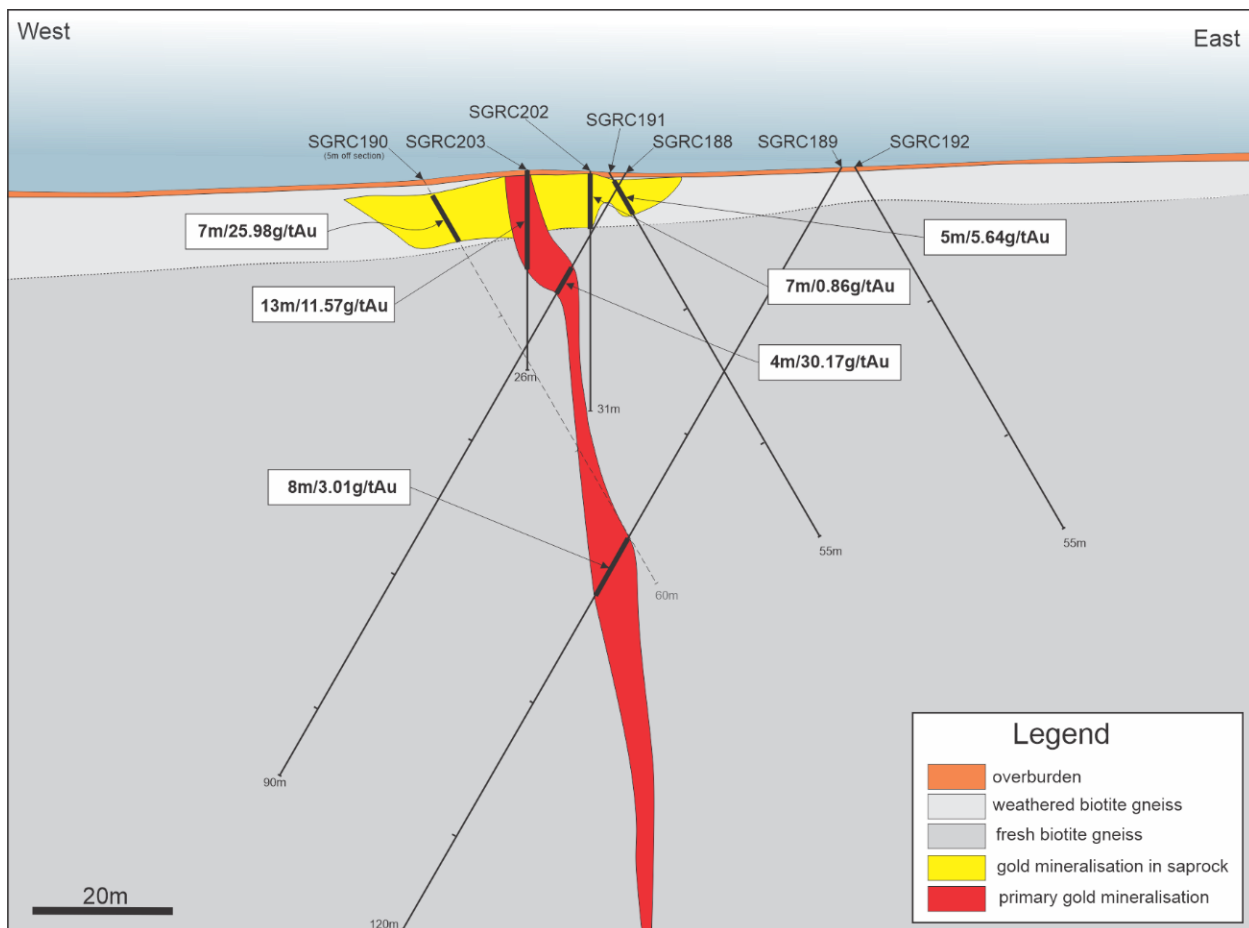 West
East
SGRC202
SGRC191
SGRC190
(5m off section)
SGRC203
SGRC188
SGRC189
SGRC192
7m/25.98g/tAu
5m/5.64g/tAu
13m/11.57g/tAu
7m/0.86g/tAu
4m/30.17g/tAu
26m
31m
8m/3.01g/tAu
55m
55m
60m
90m
120m
20m
Legend
overburden
weathered biotite gneiss
fresh biotite gneiss
gold mineralisation in saprock
primary gold mineralisation